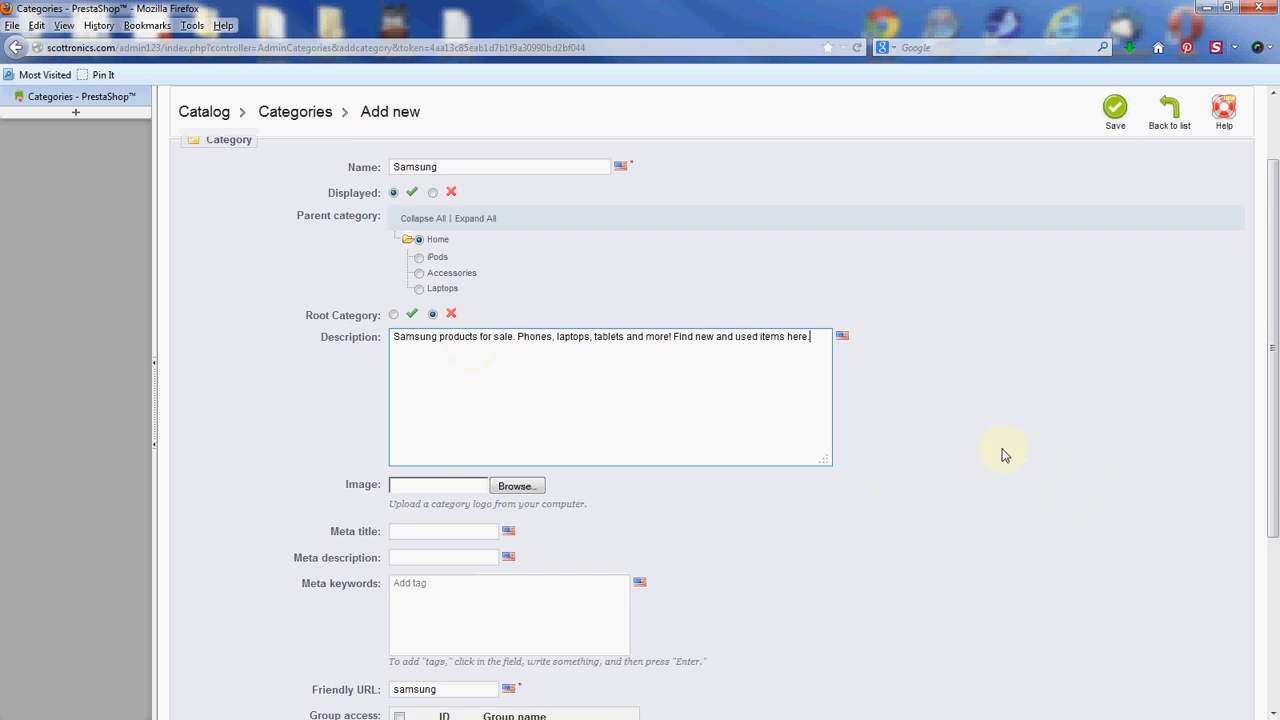 Categories - PrestaShop™ - Mozilla Firefox
File Edit View History Bookmarks Tools Help
scottronics.com/admin123/index.php?controller=AdminCategories&addcategory&token=4aa13c85eab1d7b1f9a30990bd2bf044
Google
Most Visited Pin It
Categories - PrestaShop™
+
Catalog > Categories > Add new
Save Back to list Help
Category
Name: Samsung *
Displayed:
Parent category: Collapse All | Expand All
Home
iPods
Accessories
Laptops
Root Category:
Description: Samsung products for sale. Phones, laptops, tablets and more! Find new and used items here.
Image: Browse...
Upload a category logo from your computer.
Meta title:
Meta description:
Meta keywords: Add tag
To add "tags," click in the field, write something, and then press "Enter."
Friendly URL: samsung *
Group access: ID Group name